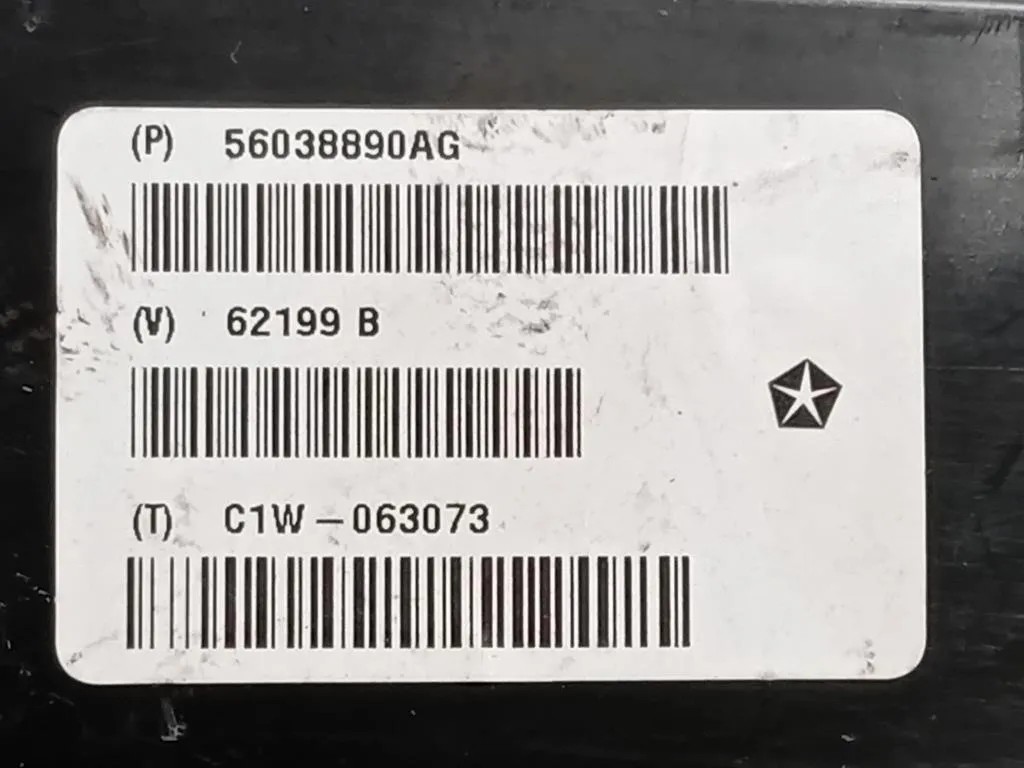 (P) 56038890AG
(V) 62199 B
(T) C1W-063073